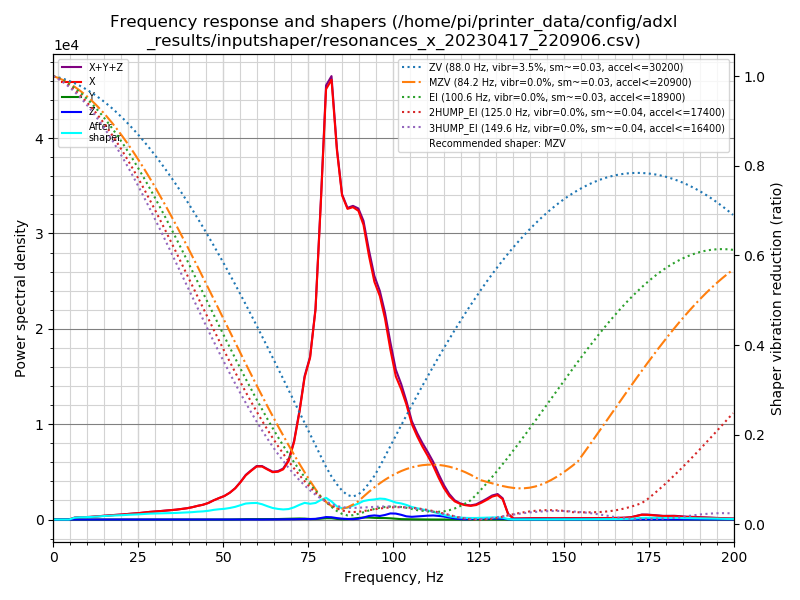 Frequency response and shapers (/home/pi/printer_data/config/adxl
_results/inputshaper/resonances_x_20230417_220906.csv)
1e4
X+Y+Z
X
Y
Z
After
shaper
ZV (88.0 Hz, vibr=3.5%, sm~=0.03, accel<=30200)
MZV (84.2 Hz, vibr=0.0%, sm~=0.03, accel<=20900)
EI (100.6 Hz, vibr=0.0%, sm~=0.03, accel<=18900)
2HUMP_EI (125.0 Hz, vibr=0.0%, sm~=0.04, accel<=17400)
3HUMP_EI (149.6 Hz, vibr=0.0%, sm~=0.04, accel<=16400)
Recommended shaper: MZV
4
3
2
1
0
Power spectral density
1.0
0.8
0.6
0.4
0.2
0.0
Shaper vibration reduction (ratio)
0 25 50 75 100 125 150 175 200
Frequency, Hz